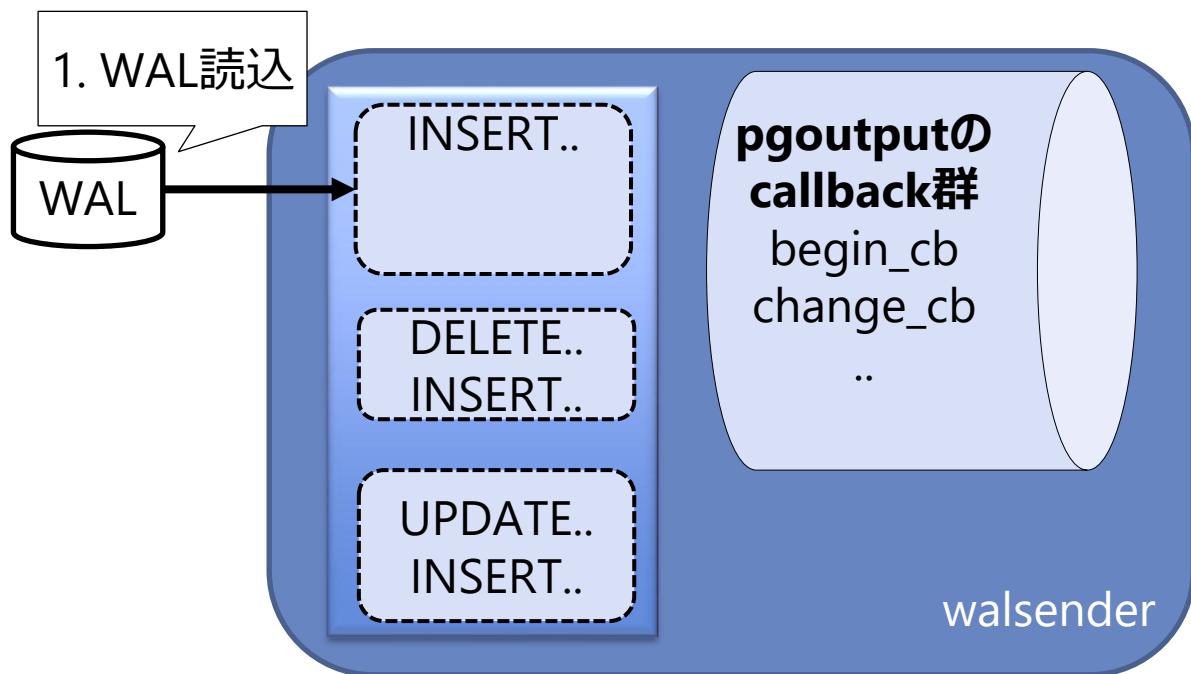 1. WAL読込
WAL
INSERT..
DELETE..
INSERT..
UPDATE..
INSERT..
pgoutputの
callback群
begin_cb
change_cb
..
walsender